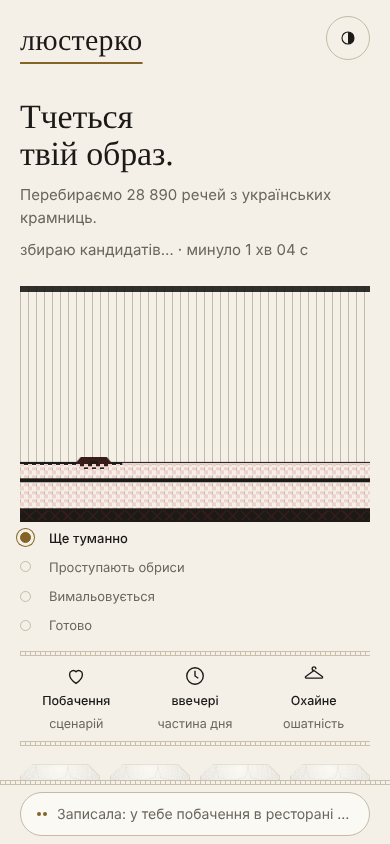 люстерко
Тчеться
твій образ.
Перебираємо 28 890 речей з українських
крамниць.
збираю кандидатів... · минуло 1 хв 04 с
Ще туманно
Проступають обриси
Вимальовується
Готово
Побачення
сценарій
ввечері
частина дня
Охайне
ошатність
Записала: у тебе побачення в ресторані ...